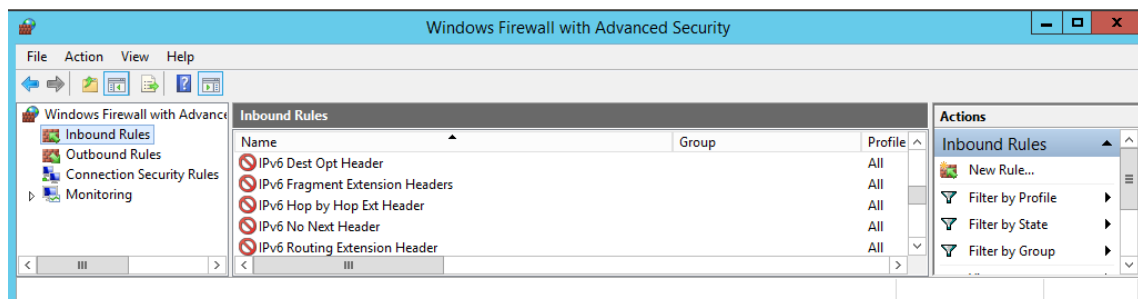 Windows Firewall with Advanced Security
File Action View Help
Windows Firewall with Advance
Inbound Rules
Outbound Rules
Connection Security Rules
Monitoring
Inbound Rules
Name Group Profile
IPv6 Dest Opt Header All
IPv6 Fragment Extension Headers All
IPv6 Hop by Hop Ext Header All
IPv6 No Next Header All
IPv6 Routing Extension Header All
Actions
Inbound Rules
New Rule...
Filter by Profile
Filter by State
Filter by Group